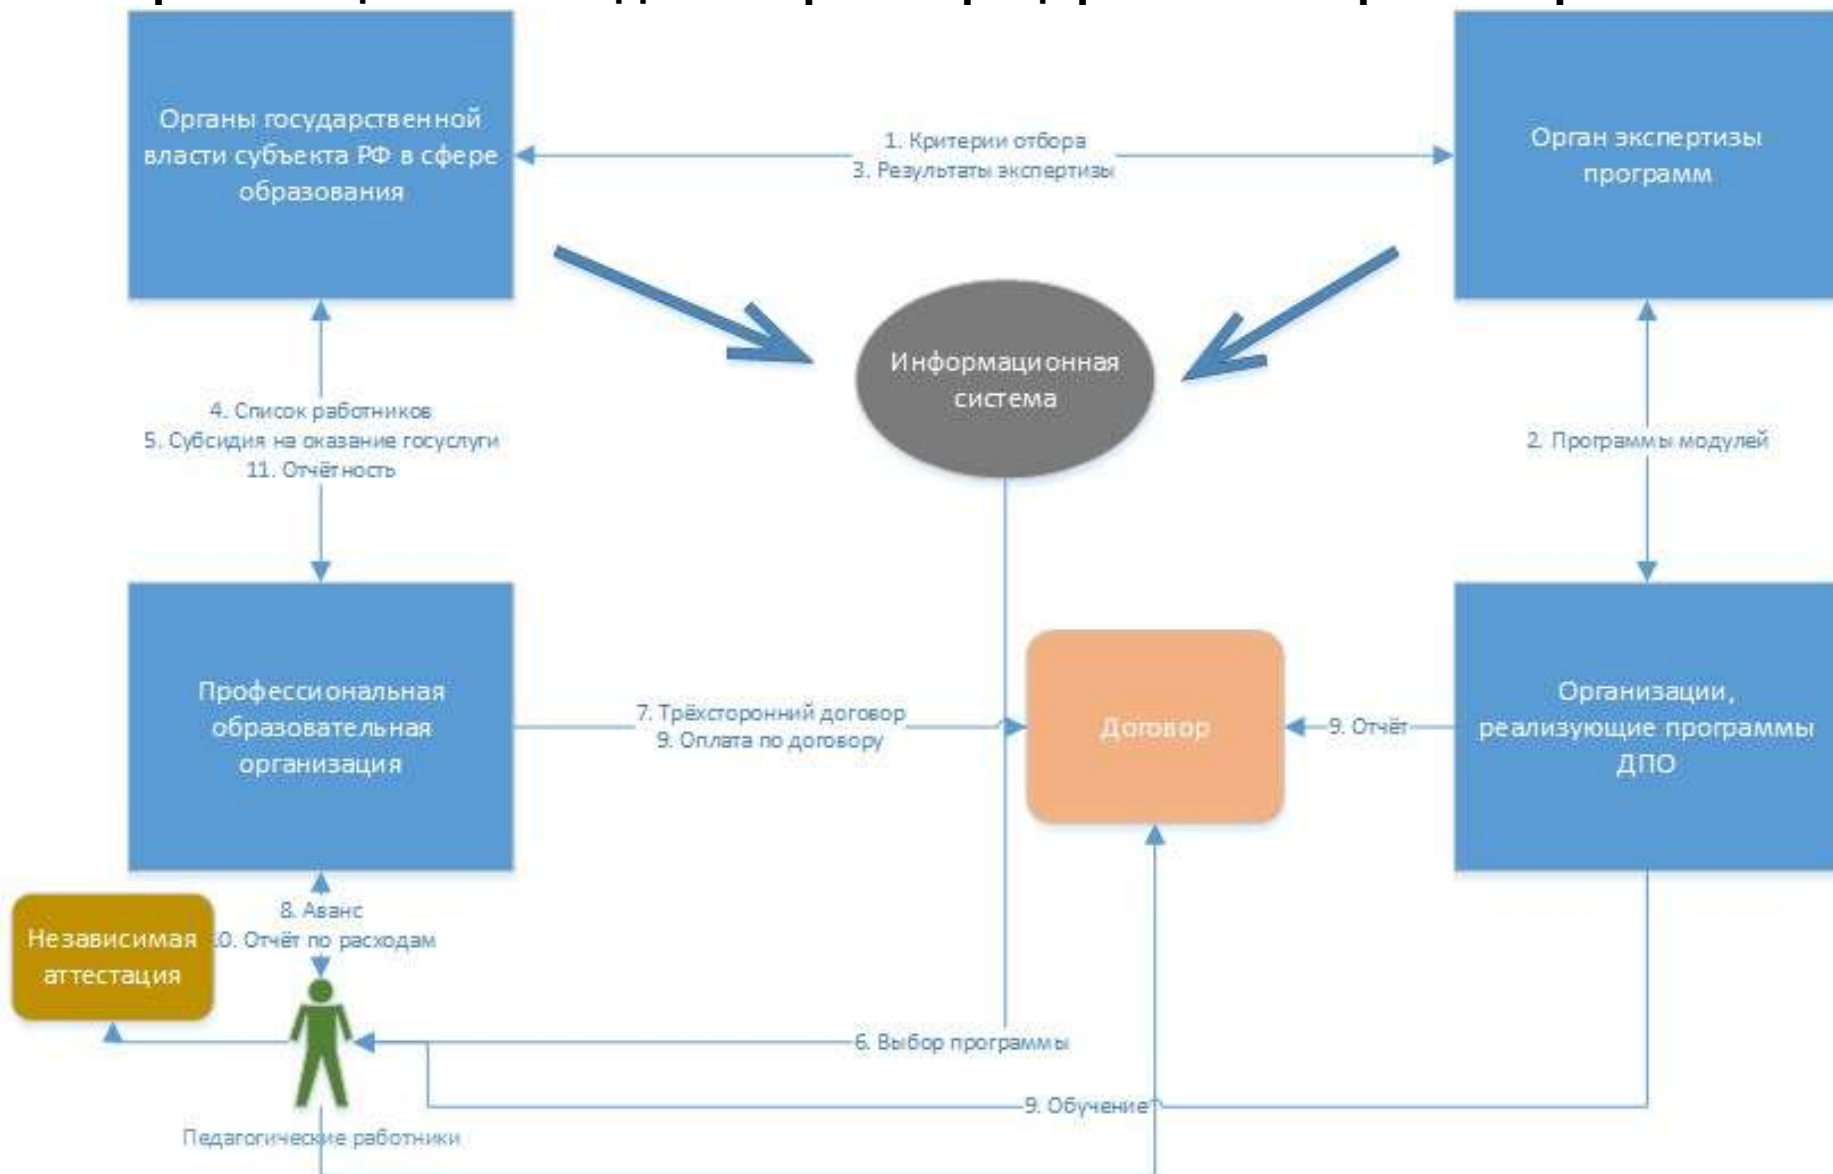 Органы государственной
власти субъекта РФ в сфере
образования
1. Критерии отбора
3. Результаты экспертизы
Орган экспертизы
программ
Информационная
система
4. Список работников
5. Субсидия на оказание госуслуги
11. Отчётность
2. Программы модулей
Профессиональная
образовательная
организация
7. Трёхсторонний договор
9. Оплата по договору
Договор
9. Отчёт
Организации,
реализующие программы
ДПО
8. Аванс
0. Отчёт по расходам
Независимая
аттестация
6. Выбор программы
9. Обучение
Педагогические работники